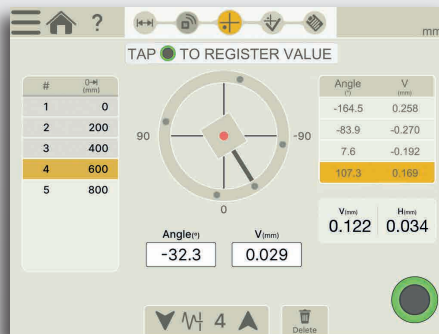 ?
mm
TAP TO REGISTER VALUE
# 0 (mm)
1 0
2 200
3 400
4 600
5 800
90 -90
0
Angle(°) V(mm)
-32.3 0.029
Angle (°) V (mm)
-164.5 0.258
-83.9 -0.270
7.6 -0.192
107.3 0.169
V(mm) H(mm)
0.122 0.034
4
Delete